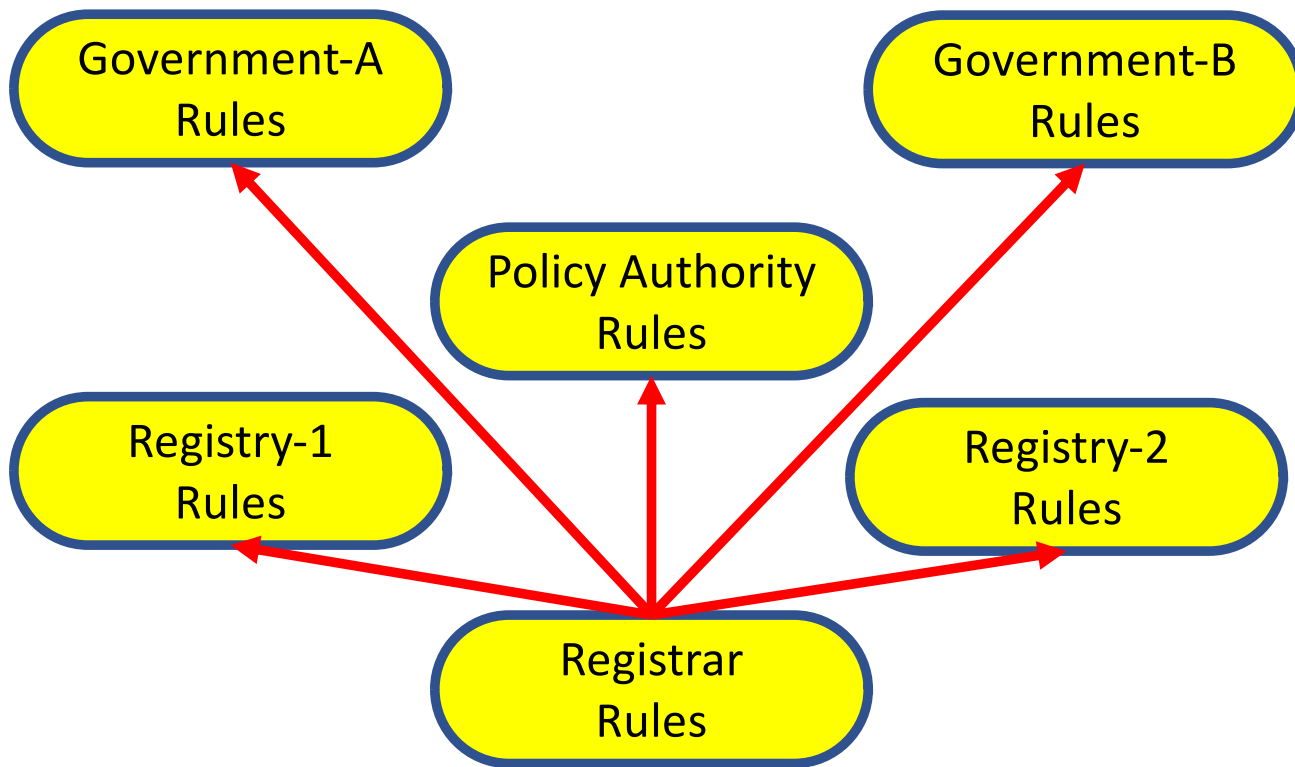 Government-A
Rules
Government-B
Rules
Policy Authority
Rules
Registry-1
Rules
Registry-2
Rules
Registrar
Rules